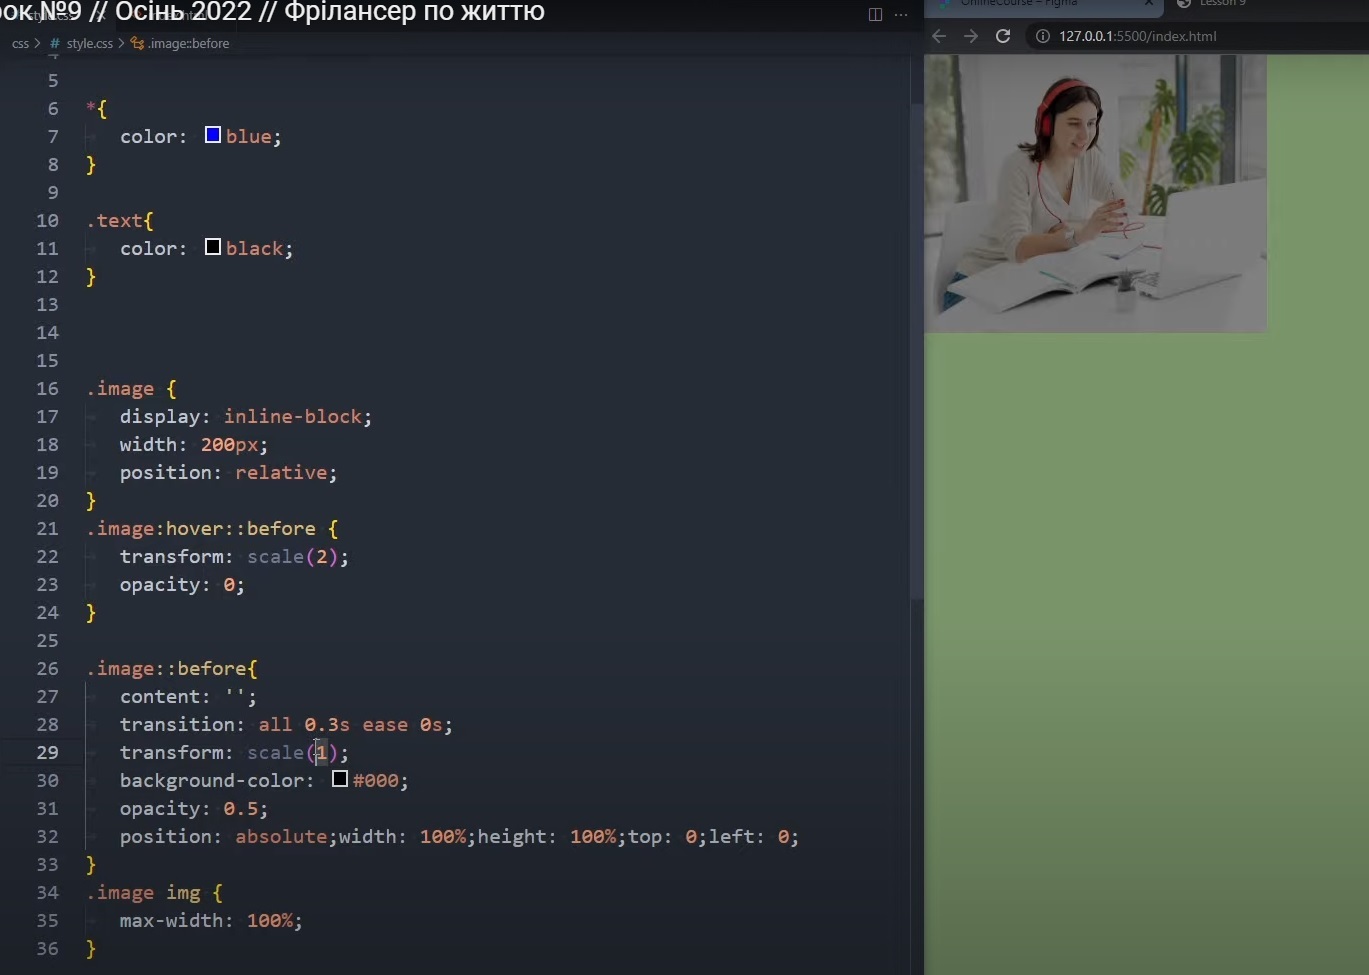 ок №9 // Осінь 2022 // Фрілансер по життю
css > # style.css > .image::before
5
6 *{
7 color: blue;
8 }
9
10 .text{
11 color: black;
12 }
13
14
15
16 .image {
17 display: inline-block;
18 width: 200px;
19 position: relative;
20 }
21 .image:hover::before {
22 transform: scale(2);
23 opacity: 0;
24 }
25
26 .image::before{
27 content: '';
28 transition: all 0.3s ease 0s;
29 transform: scale(1);
30 background-color: #000;
31 opacity: 0.5;
32 position: absolute;width: 100%;height: 100%;top: 0;left: 0;
33 }
34 .image img {
35 max-width: 100%;
36 }
OnlineCourse – Figma
Lesson 9
127.0.0.1:5500/index.html